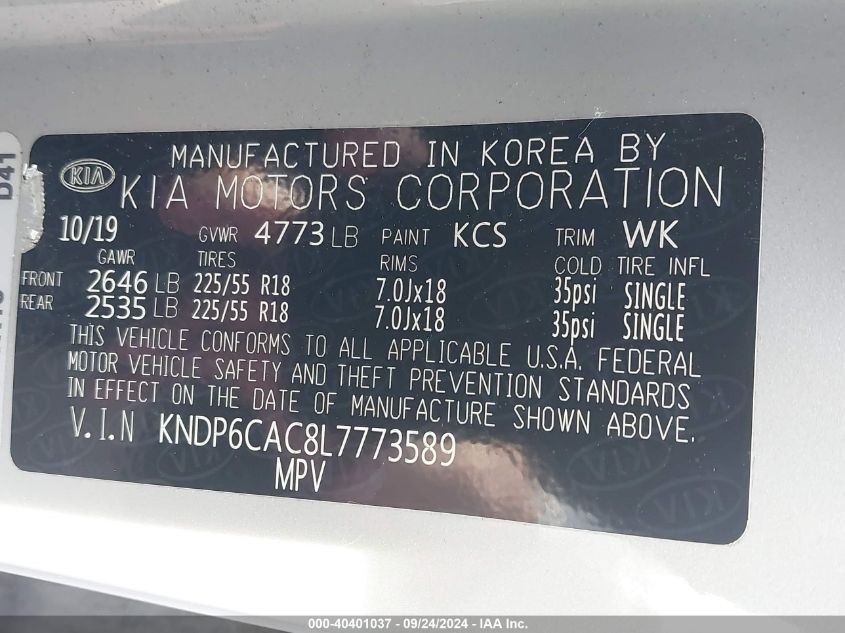 MANUFACTURED IN KOREA BY
KIA
KIA MOTORS CORPORATION
10/19 GVWR 4773 LB PAINT KCS TRIM WK
GAWR TIRES RIMS COLD TIRE INFL
FRONT 2646 LB 225/55 R18 7.0Jx18 35psi SINGLE
REAR 2535 LB 225/55 R18 7.0Jx18 35psi SINGLE
THIS VEHICLE CONFORMS TO ALL APPLICABLE U.S.A. FEDERAL
MOTOR VEHICLE SAFETY AND THEFT PREVENTION STANDARDS
IN EFFECT ON THE DATE OF MANUFACTURE SHOWN ABOVE.
V.I.N KNDP6CAC8L7773589
MPV
D41
000-40401037 - 09/24/2024 - IAA Inc.